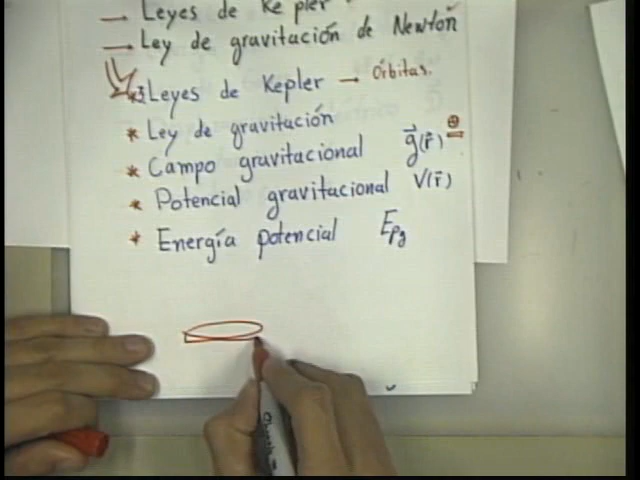 → Leyes de Kepler
→ Ley de gravitación de Newton
*3 Leyes de Kepler → Órbitas.
* Ley de gravitación
* Campo gravitacional g⃗(r⃗) ⊕
* Potencial gravitacional V(r⃗)
* Energía potencial Epg